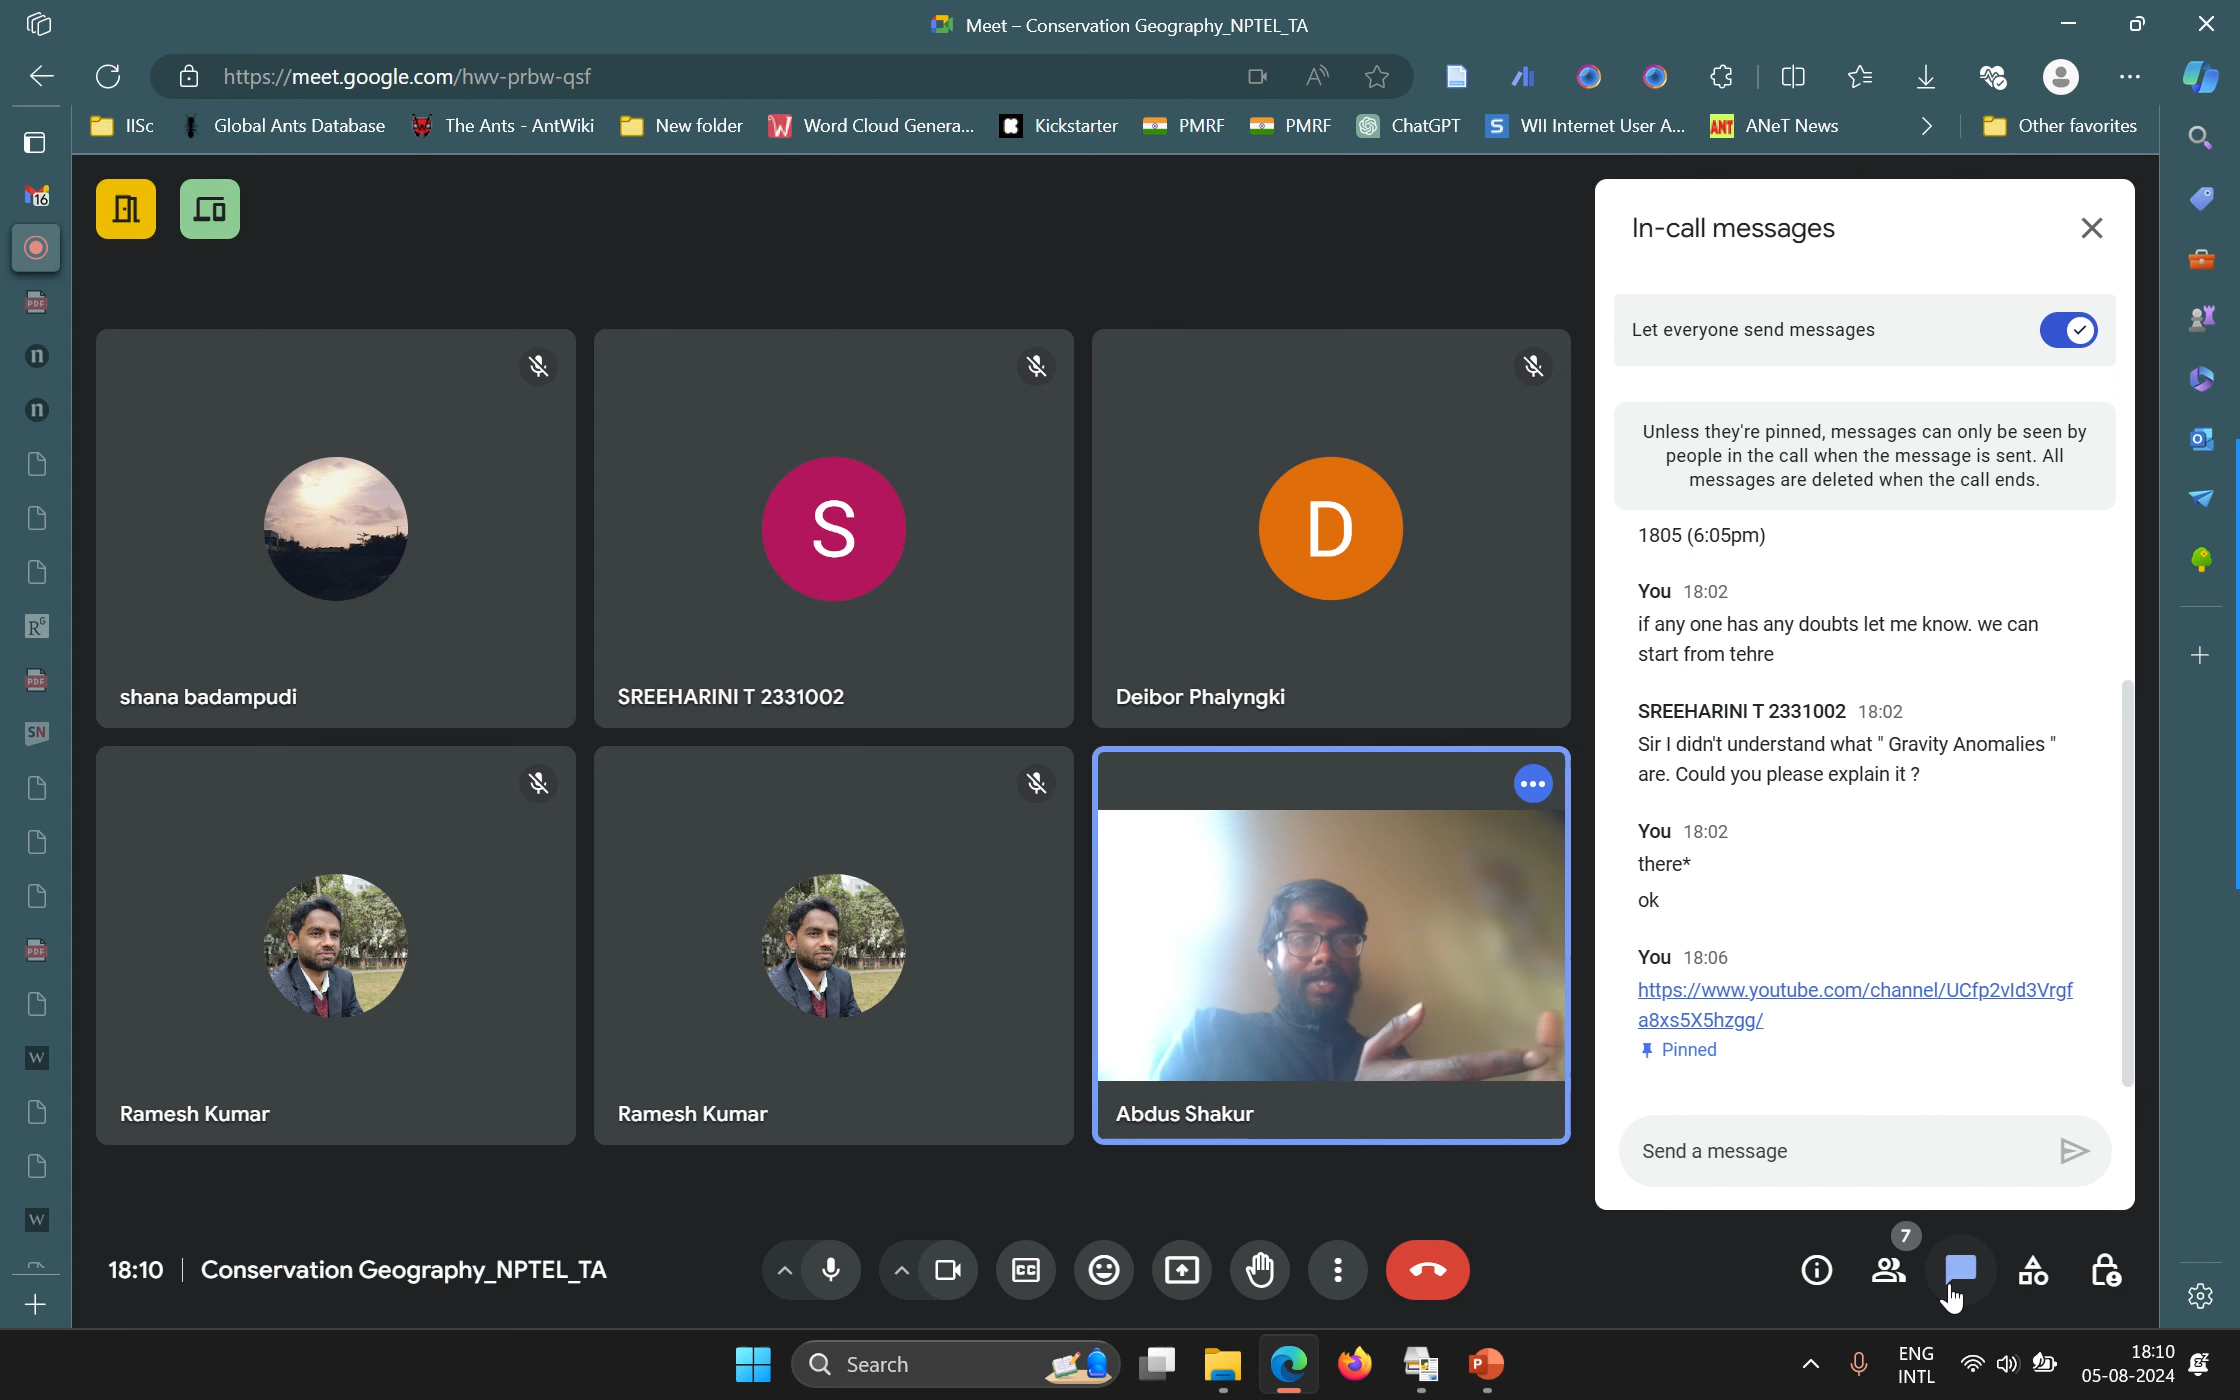 Meet – Conservation Geography_NPTEL_TA
https://meet.google.com/hwv-prbw-qsf
IISc
Global Ants Database
The Ants - AntWiki
New folder
Word Cloud Genera...
Kickstarter
PMRF
PMRF
ChatGPT
WII Internet User A...
ANeT News
Other favorites
In-call messages
Let everyone send messages
Unless they're pinned, messages can only be seen by
people in the call when the message is sent. All
messages are deleted when the call ends.
1805 (6:05pm)
You 18:02
if any one has any doubts let me know. we can
start from tehre
SREEHARINI T 2331002 18:02
Sir I didn't understand what " Gravity Anomalies "
are. Could you please explain it ?
You 18:02
there*
ok
You 18:06
https://www.youtube.com/channel/UCfp2vId3Vrgf
a8xs5X5hzgg/
Pinned
Send a message
S
D
shana badampudi
SREEHARINI T 2331002
Deibor Phalyngki
Ramesh Kumar
Ramesh Kumar
Abdus Shakur
18:10
Conservation Geography_NPTEL_TA
CC
7
Search
ENG
INTL
18:10
05-08-2024